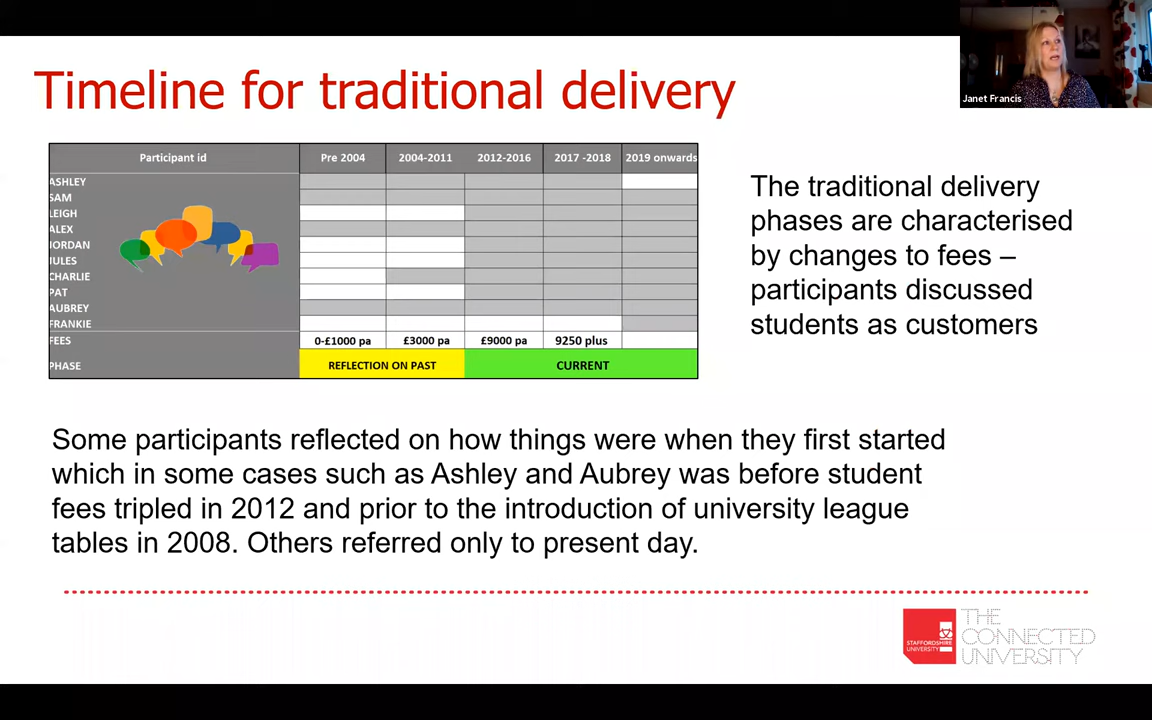 Timeline for traditional delivery
Janet Francis
Participant id Pre 2004 2004-2011 2012-2016 2017 -2018 2019 onwards
ASHLEY
SAM
LEIGH
ALEX
JORDAN
JULES
CHARLIE
PAT
AUBREY
FRANKIE
FEES 0-£1000 pa £3000 pa £9000 pa 9250 plus
PHASE REFLECTION ON PAST CURRENT
The traditional delivery
phases are characterised
by changes to fees –
participants discussed
students as customers
Some participants reflected on how things were when they first started
which in some cases such as Ashley and Aubrey was before student
fees tripled in 2012 and prior to the introduction of university league
tables in 2008. Others referred only to present day.
STAFFORDSHIRE
UNIVERSITY
THE
CONNECTED
UNIVERSITY